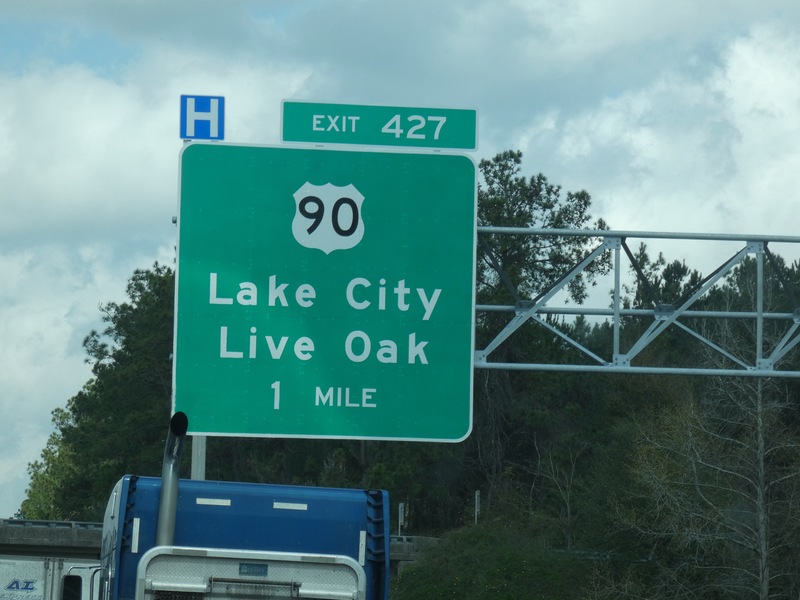 H
EXIT 427
90
Lake City
Live Oak
1 MILE